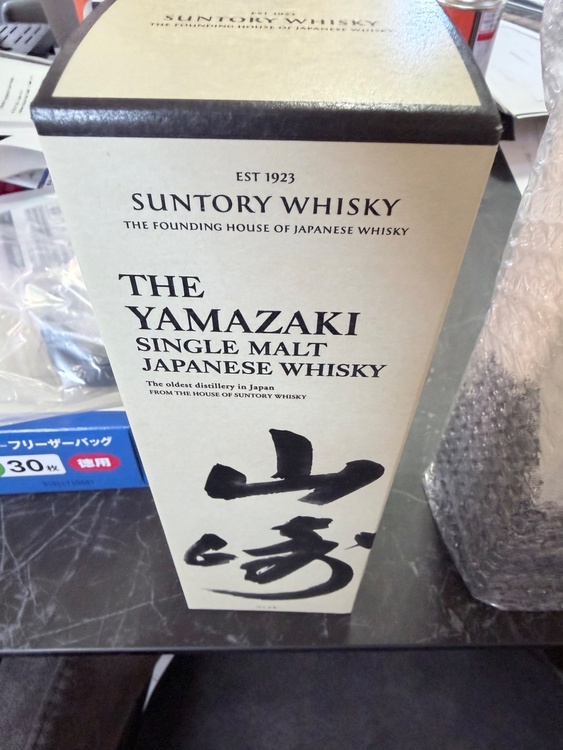 EST 1923
SUNTORY WHISKY
THE FOUNDING HOUSE OF JAPANESE WHISKY
EST 1923
SUNTORY WHISKY
THE FOUNDING HOUSE OF JAPANESE WHISKY
THE
YAMAZAKI
SINGLE MALT
JAPANESE WHISKY
The oldest distillery in Japan
FROM THE HOUSE OF SUNTORY WHISKY
山
崎
フリーザーバッグ
30枚 徳用